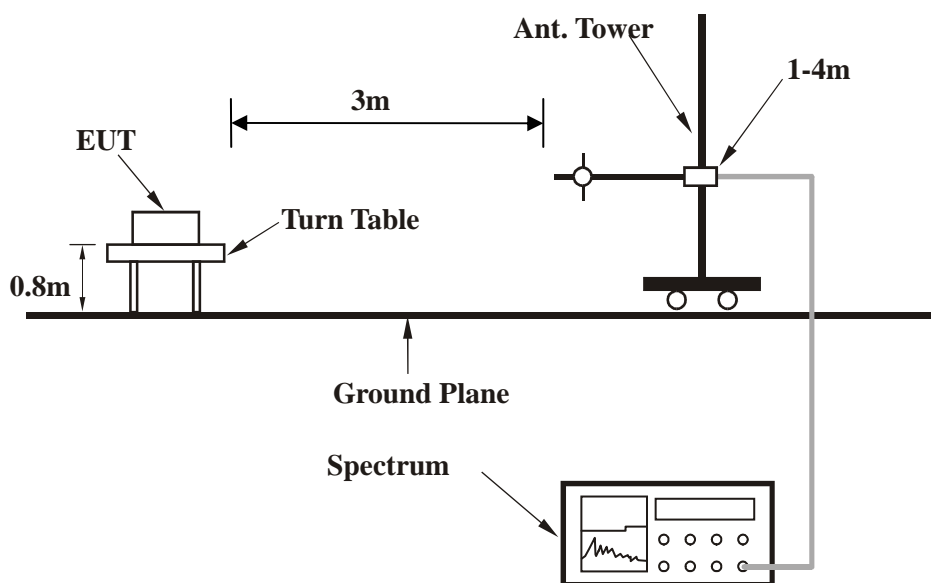 Ant. Tower
1-4m
3m
EUT
Turn Table
0.8m
Ground Plane
Spectrum